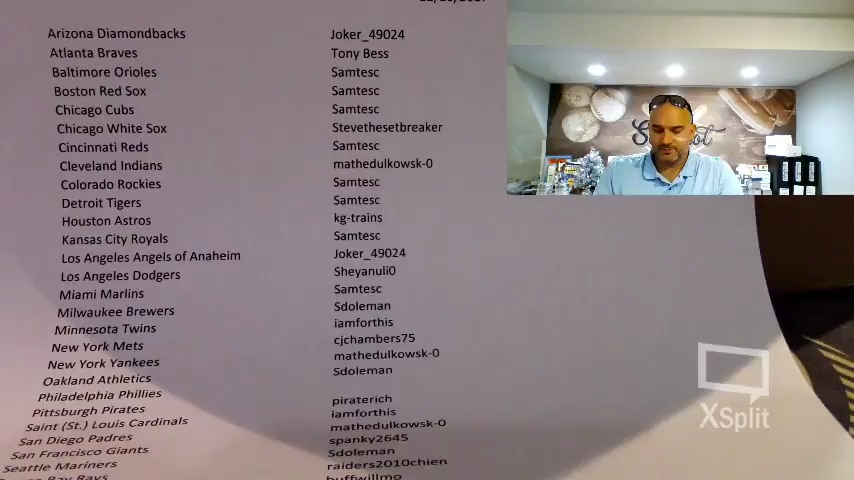 Arizona Diamondbacks Joker_49024
Atlanta Braves Tony Bess
Baltimore Orioles Samtesc
Boston Red Sox Samtesc
Chicago Cubs Samtesc
Chicago White Sox Stevethesetbreaker
Cincinnati Reds Samtesc
Cleveland Indians mathedulkowsk-0
Colorado Rockies Samtesc
Detroit Tigers Samtesc
Houston Astros kg-trains
Kansas City Royals Samtesc
Los Angeles Angels of Anaheim Joker_49024
Los Angeles Dodgers Sheyanuli0
Miami Marlins Samtesc
Milwaukee Brewers Sdoleman
Minnesota Twins iamforthis
New York Mets cjchambers75
New York Yankees mathedulkowsk-0
Oakland Athletics Sdoleman
Philadelphia Phillies
Pittsburgh Pirates piraterich
Saint (St.) Louis Cardinals iamforthis
San Diego Padres mathedulkowsk-0
San Francisco Giants spanky2645
Seattle Mariners Sdoleman
Bay Rays raiders2010chien
buffwillmo
XSplit